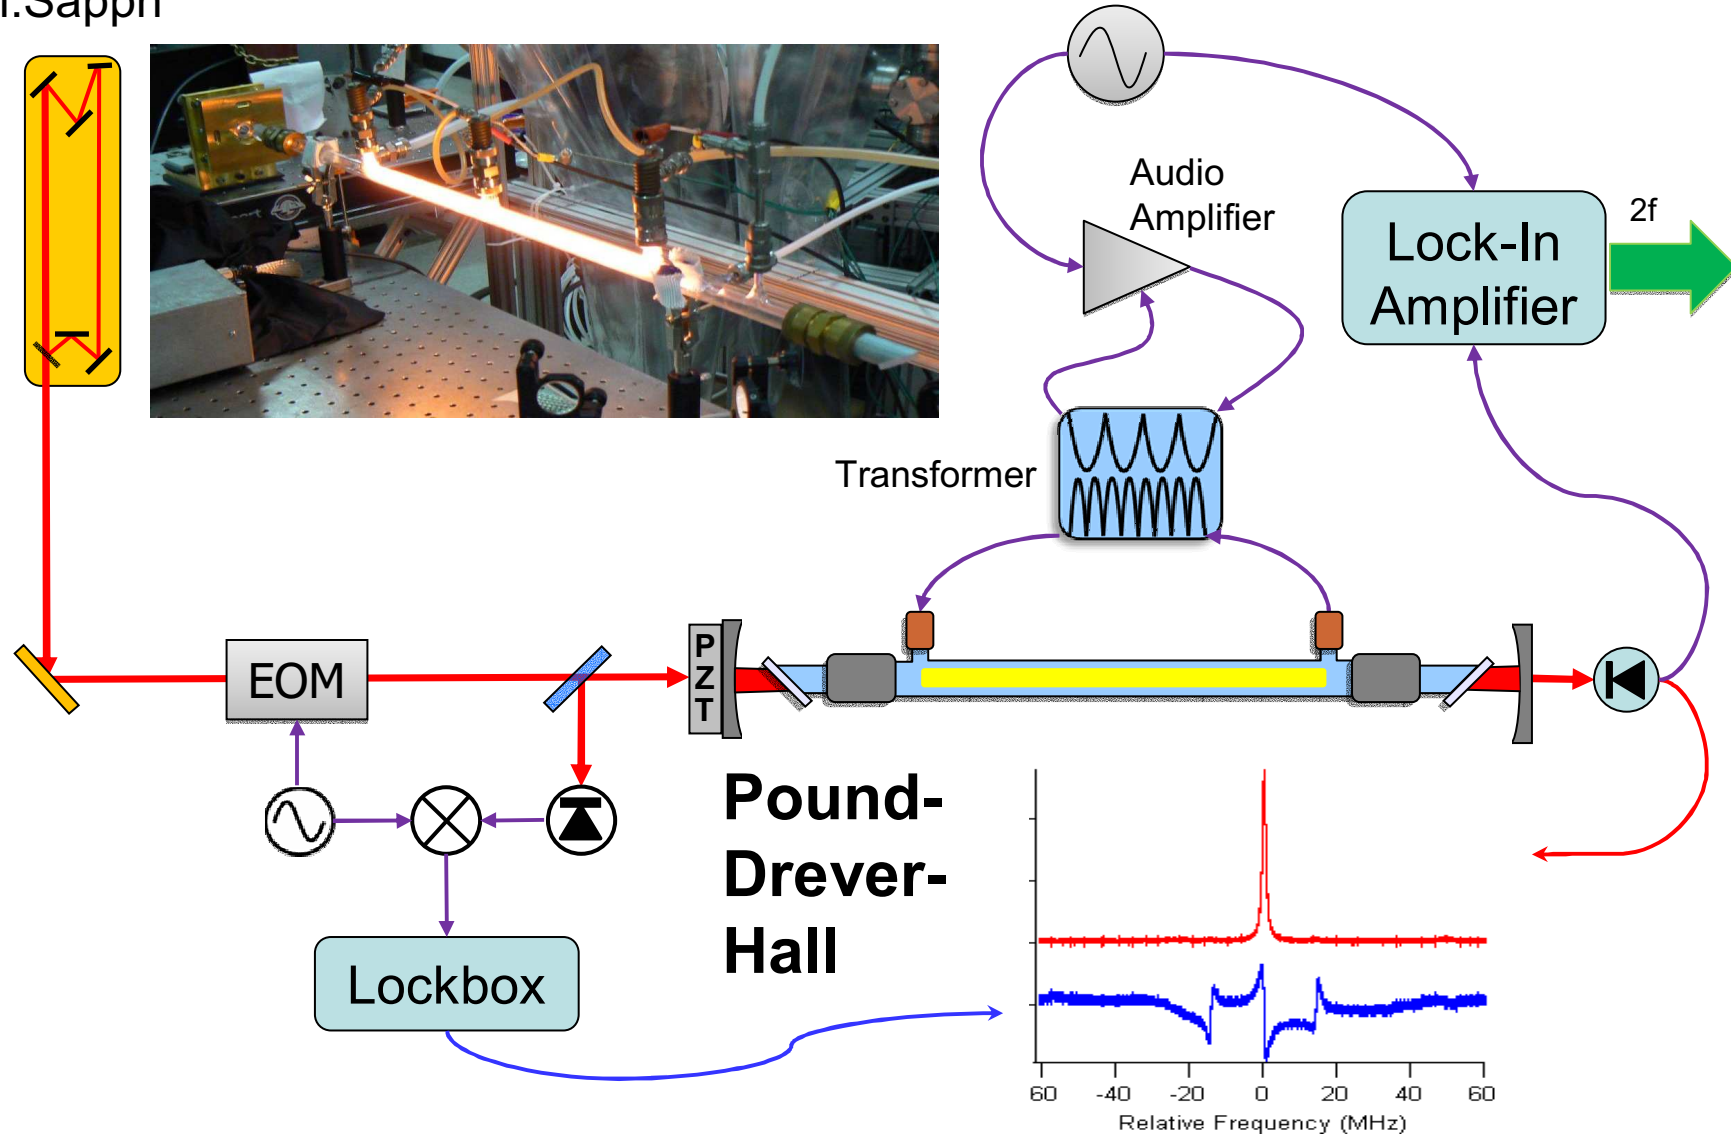 Audio
Amplifier
Lock-In
Amplifier
2f
Transformer
EOM
P
Z
T
Pound-
Drever-
Hall
Lockbox
60 -40 -20 0 20 40 60
Relative Frequency (MHz)